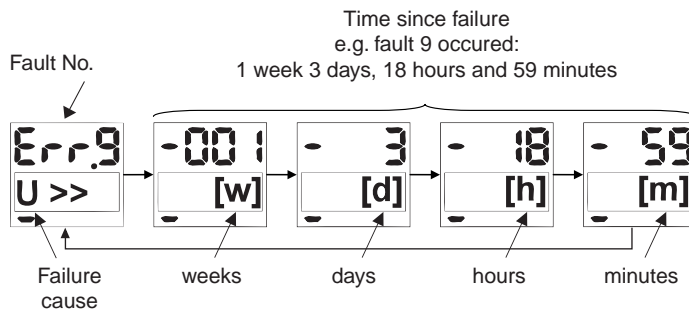 Time since failure
e.g. fault 9 occured:
1 week 3 days, 18 hours and 59 minutes
Fault No.
Err.9
-001
- 3
- 18
- 59
U >>
[w]
[d]
[h]
[m]
Failure
cause
weeks
days
hours
minutes